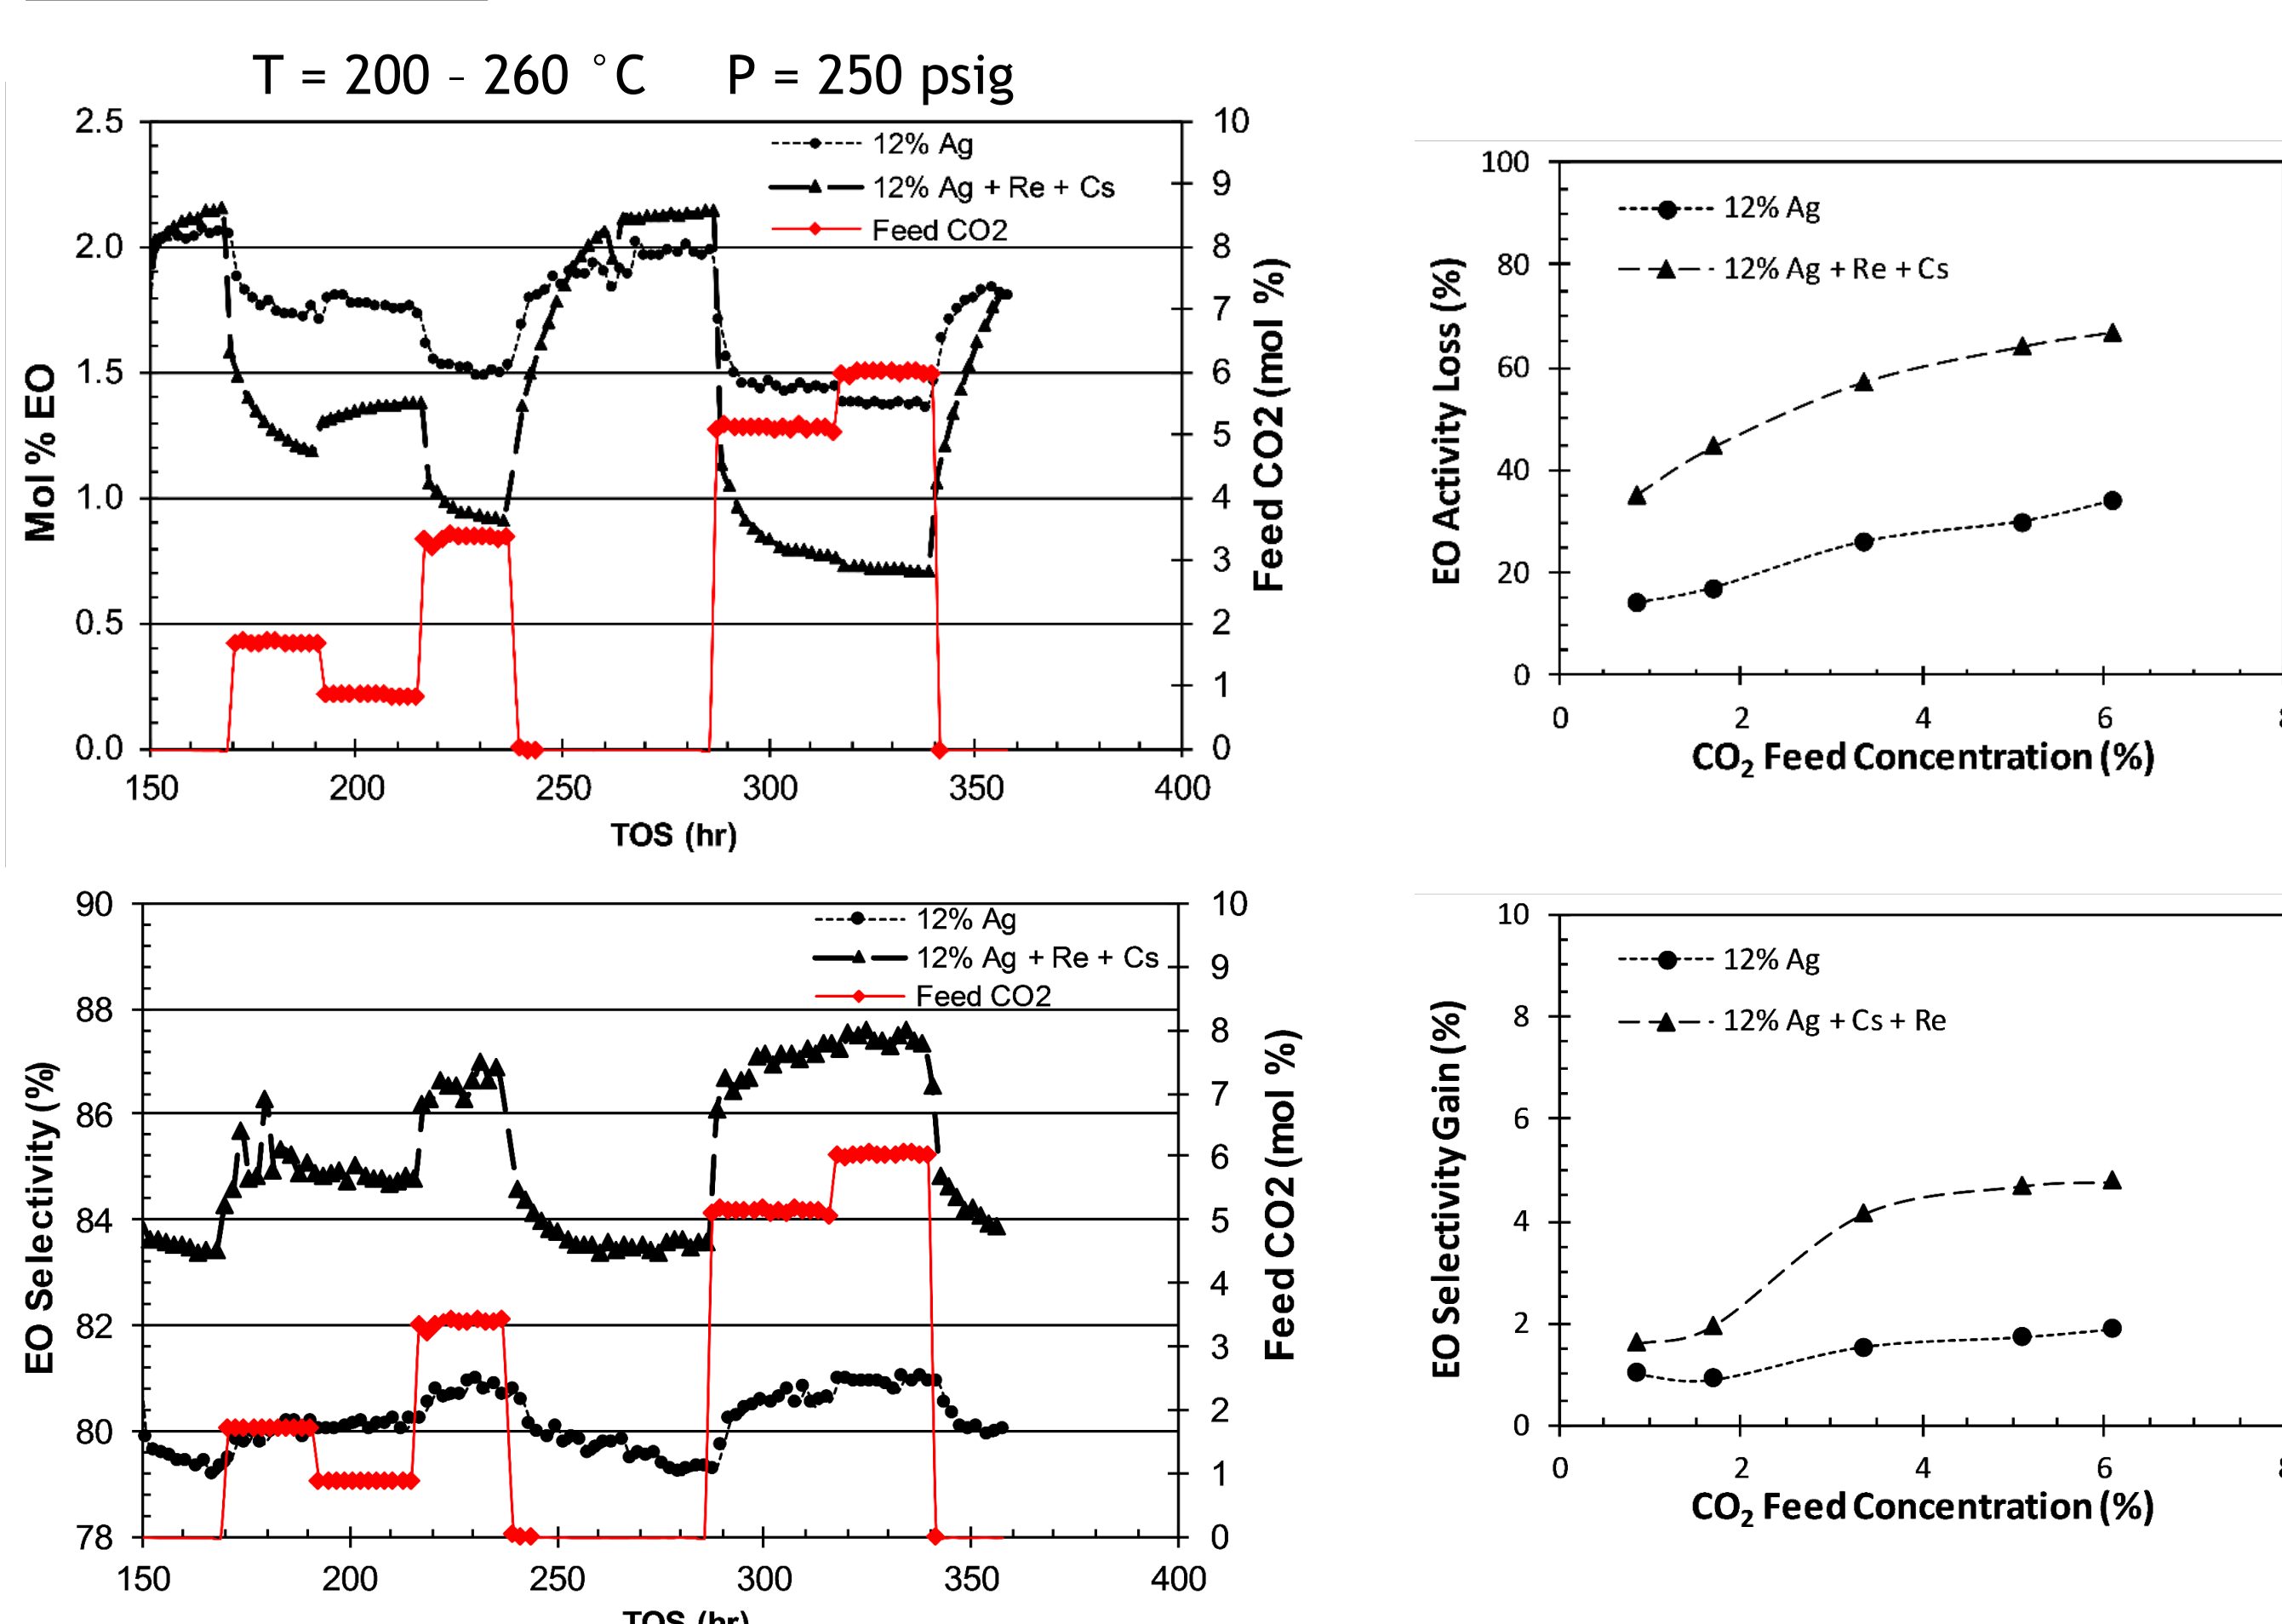 T = 200 - 260 °C P = 250 psig
2.5
2.0
1.5
1.0
0.5
0.0
Mol % EO
12% Ag
12% Ag + Re + Cs
Feed CO2
10
9
8
7
6
5
4
3
2
1
0
Feed CO2 (mol %)
150 200 250 300 350 400
TOS (hr)
100
80
60
40
20
0
EO Activity Loss (%)
12% Ag
12% Ag + Re + Cs
0 2 4 6 8
CO₂ Feed Concentration (%)
90
88
86
84
82
80
78
EO Selectivity (%)
12% Ag
12% Ag + Re + Cs
Feed CO2
10
9
8
7
6
5
4
3
2
1
0
Feed CO2 (mol %)
150 200 250 300 350 400
TOS (hr)
10
8
6
4
2
0
EO Selectivity Gain (%)
12% Ag
12% Ag + Cs + Re
0 2 4 6 8
CO₂ Feed Concentration (%)